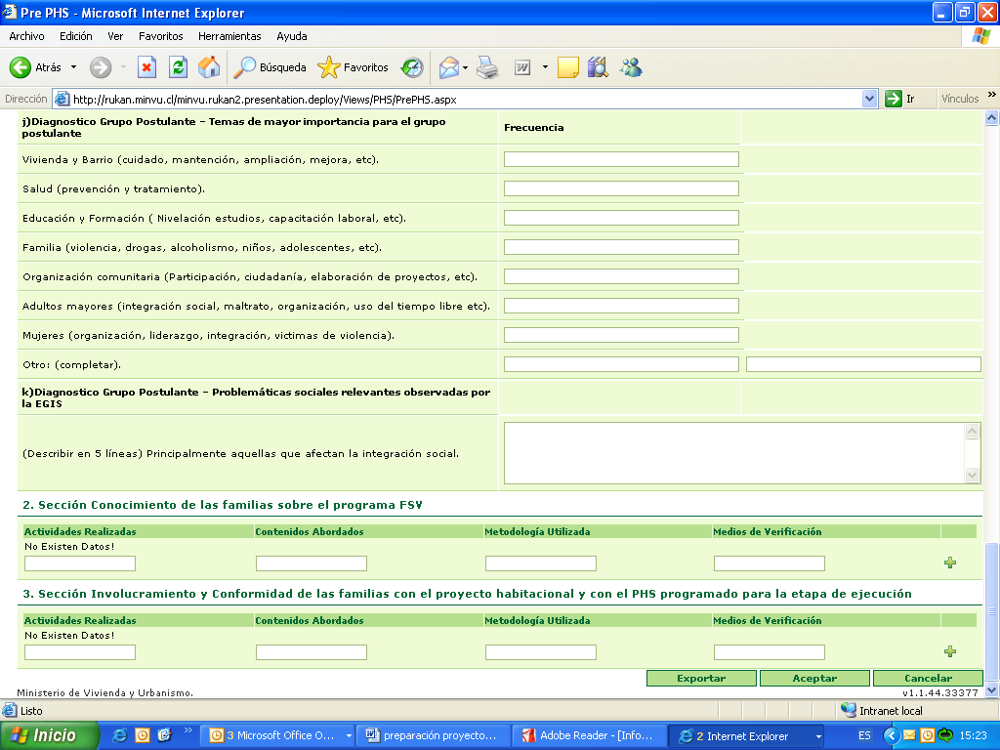 Pre PHS - Microsoft Internet Explorer
Archivo Edición Ver Favoritos Herramientas Ayuda
Atrás Búsqueda Favoritos
Dirección http://rukan.minvu.cl/minvu.rukan2.presentation.deploy/Views/PHS/PrePHS.aspx Ir Vínculos »
j)Diagnostico Grupo Postulante – Temas de mayor importancia para el grupo
postulante
Frecuencia
Vivienda y Barrio (cuidado, mantención, ampliación, mejora, etc).
Salud (prevención y tratamiento).
Educación y Formación ( Nivelación estudios, capacitación laboral, etc).
Familia (violencia, drogas, alcoholismo, niños, adolescentes, etc).
Organización comunitaria (Participación, ciudadanía, elaboración de proyectos, etc).
Adultos mayores (integración social, maltrato, organización, uso del tiempo libre etc).
Mujeres (organización, liderazgo, integración, victimas de violencia).
Otro: (completar).
k)Diagnostico Grupo Postulante – Problemáticas sociales relevantes observadas por
la EGIS
(Describir en 5 líneas) Principalmente aquellas que afectan la integración social.
2. Sección Conocimiento de las familias sobre el programa FSV
Actividades Realizadas Contenidos Abordados Metodología Utilizada Medios de Verificación
No Existen Datos!
3. Sección Involucramiento y Conformidad de las familias con el proyecto habitacional y con el PHS programado para la etapa de ejecución
Actividades Realizadas Contenidos Abordados Metodología Utilizada Medios de Verificación
No Existen Datos!
Exportar Aceptar Cancelar
Ministerio de Vivienda y Urbanismo. v1.1.44.33377
Listo Intranet local
Inicio » 3 Microsoft Office O... preparación proyecto... Adobe Reader - [Info... 2 Internet Explorer ES 15:23